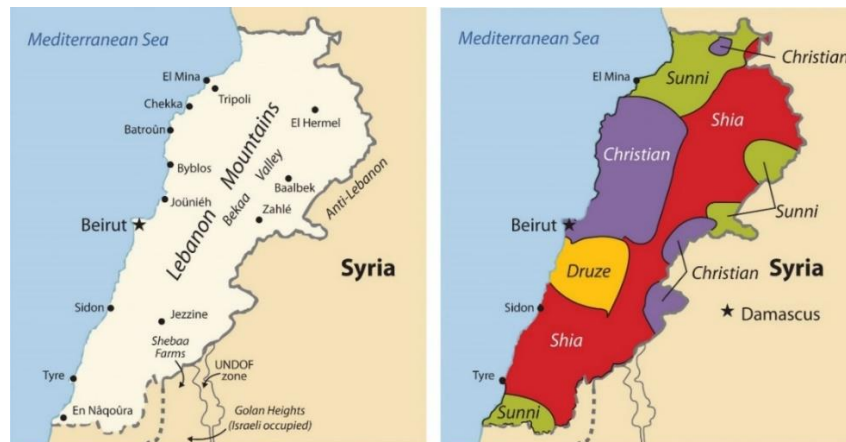 Mediterranean Sea
El Mina
Tripoli
Chekka
El Hermel
Batroûn
Lebanon Mountains
Byblos
Bekaa Valley
Baalbek
Anti-Lebanon
Joüniéh
Zahlé
Beirut
Syria
Sidon
Jezzine
Shebaa
Farms
UNDOF
zone
Tyre
En Nâqoûra
Golan Heights
(Israeli occupied)
Mediterranean Sea
Christian
El Mina
Sunni
Shia
Christian
Sunni
Beirut
Druze
Christian
Syria
Sidon
Damascus
Shia
Tyre
Sunni